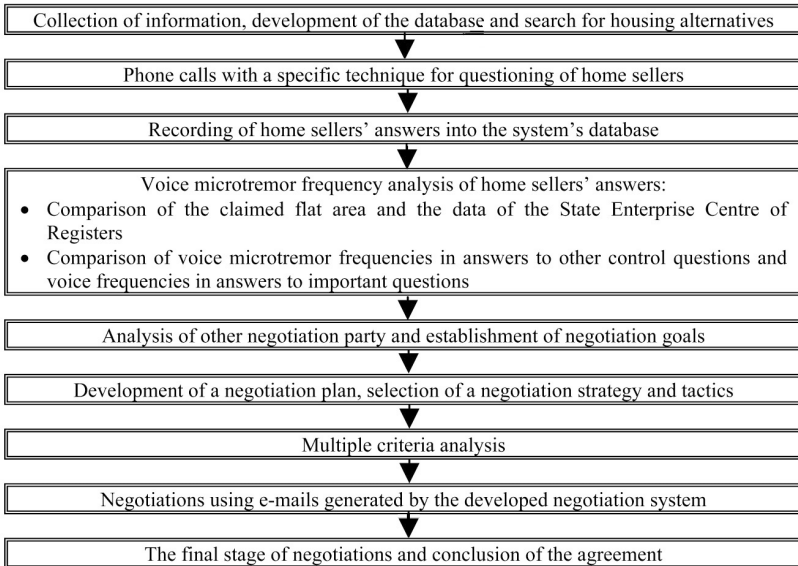 Collection of information, development of the database and search for housing alternatives
Phone calls with a specific technique for questioning of home sellers
Recording of home sellers’ answers into the system’s database
Voice microtremor frequency analysis of home sellers’ answers:
• Comparison of the claimed flat area and the data of the State Enterprise Centre of
Registers
• Comparison of voice microtremor frequencies in answers to other control questions and
voice frequencies in answers to important questions
Analysis of other negotiation party and establishment of negotiation goals
Development of a negotiation plan, selection of a negotiation strategy and tactics
Multiple criteria analysis
Negotiations using e-mails generated by the developed negotiation system
The final stage of negotiations and conclusion of the agreement